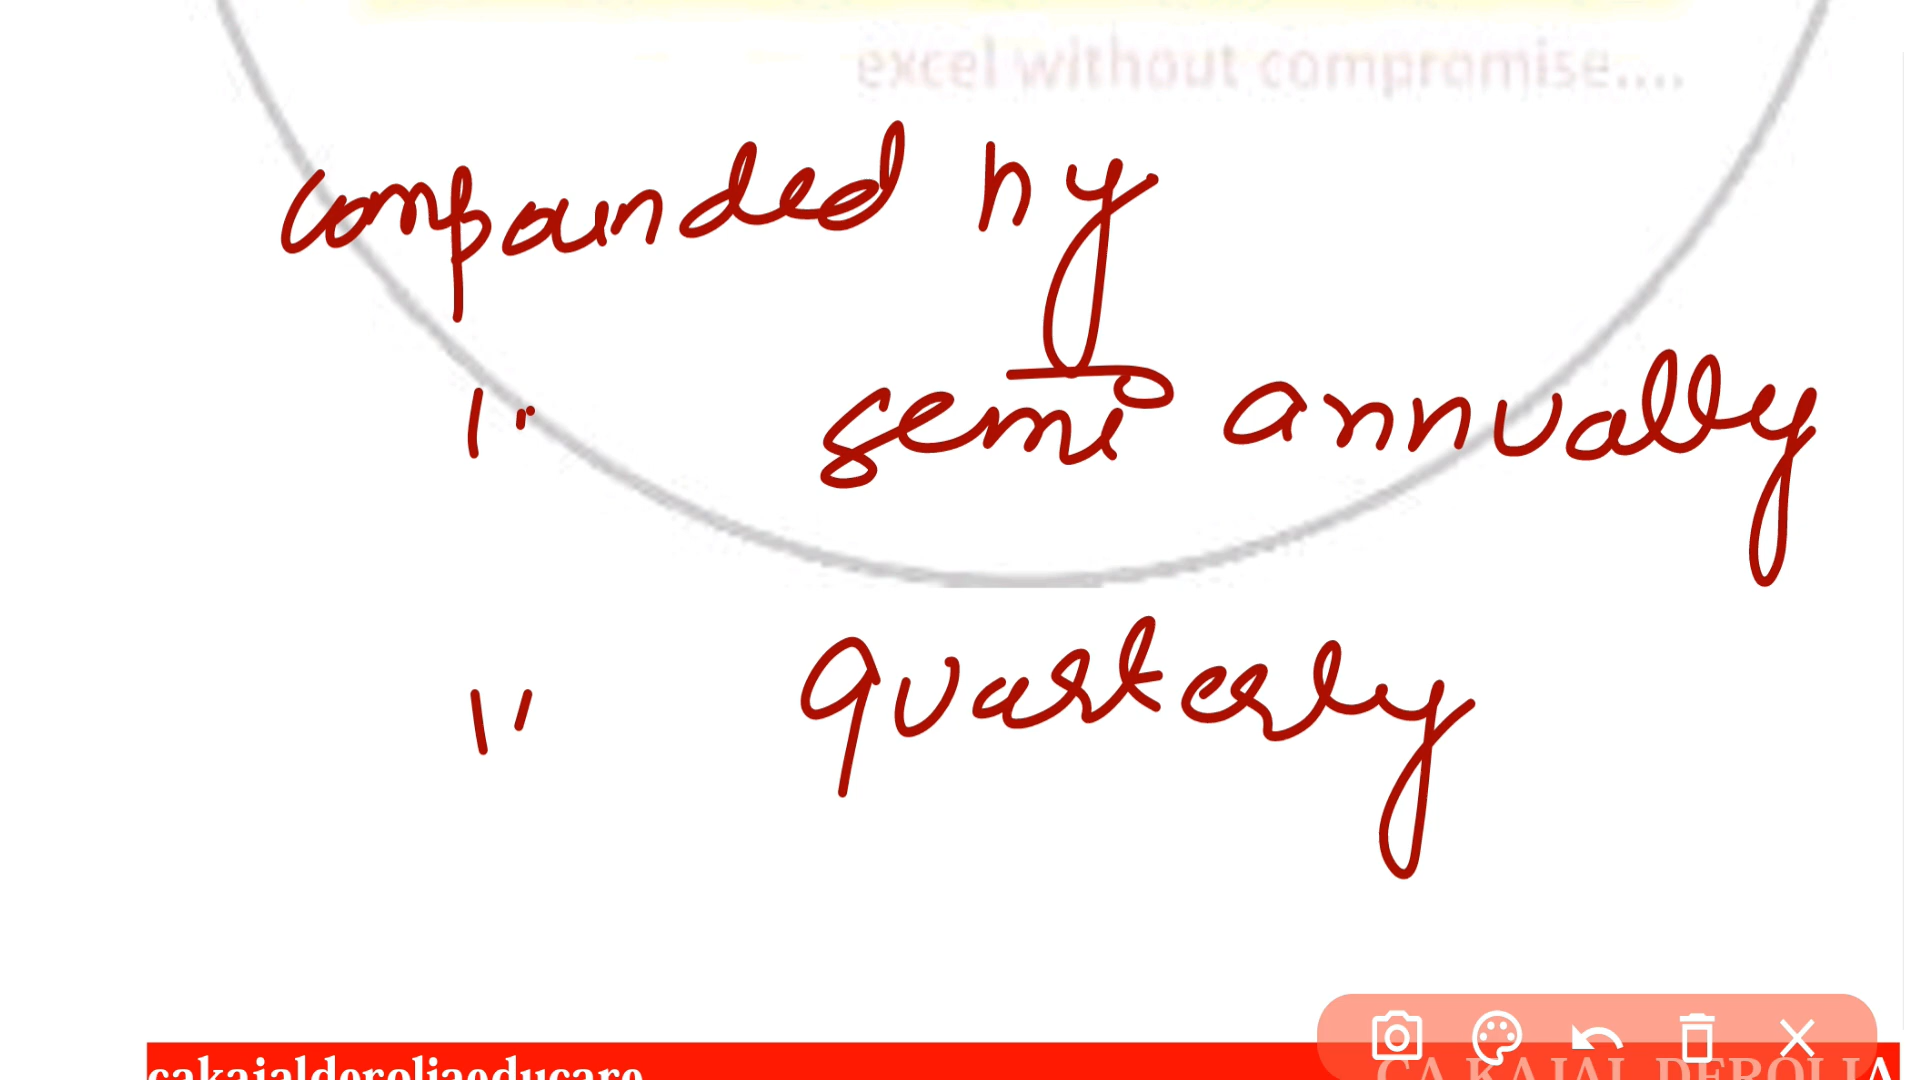 excel without compromise....
compounded hy
" semi annually
" Quarterly
cakajalderoliaeducare CA KAJAL DEROLIA